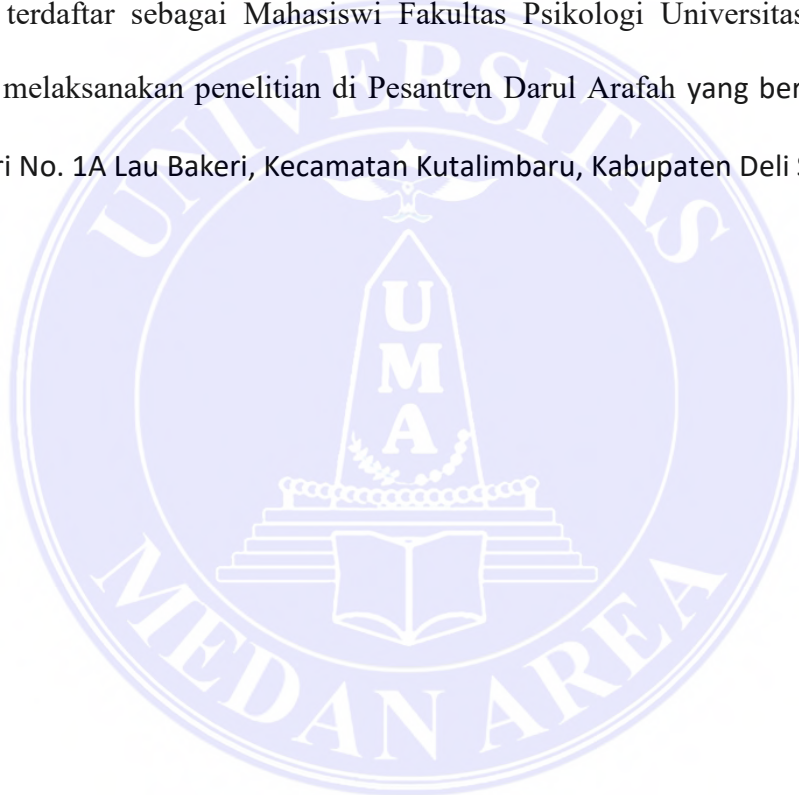 terdaftar sebagai Mahasiswi Fakultas Psikologi Universitas
melaksanakan penelitian di Pesantren Darul Arafah yang ber
ri No. 1A Lau Bakeri, Kecamatan Kutalimbaru, Kabupaten Deli S
UNIVERSITAS
UMA
MEDAN AREA